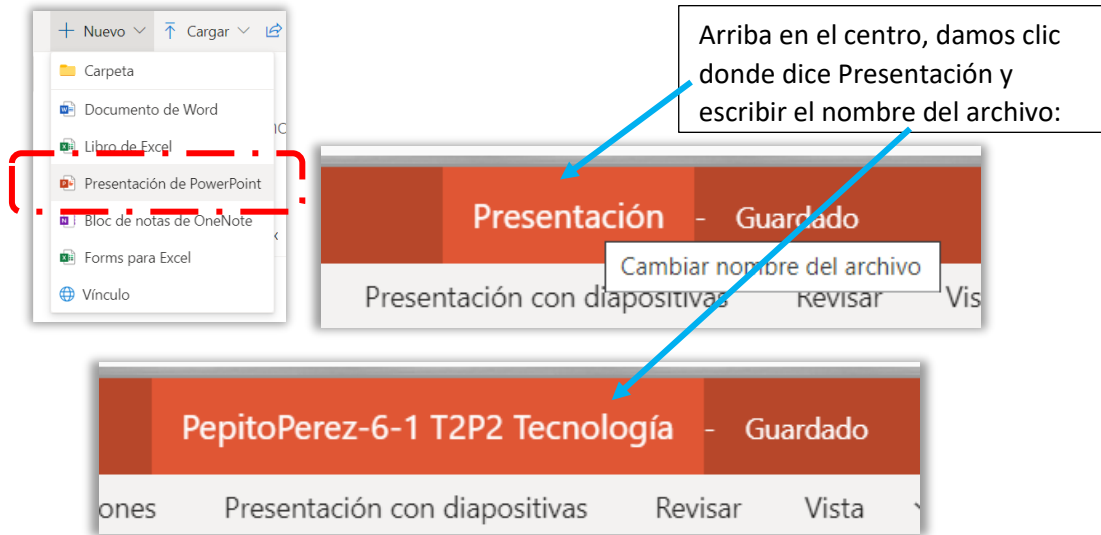 Nuevo
Cargar
Carpeta
Documento de Word
Libro de Excel
Presentación de PowerPoint
Bloc de notas de OneNote
Forms para Excel
Vínculo
Arriba en el centro, damos clic
donde dice Presentación y
escribir el nombre del archivo:
Presentación - Guardado
Cambiar nombre del archivo
Presentación con diapositivas Revisar Vis
PepitoPerez-6-1 T2P2 Tecnología - Guardado
ones Presentación con diapositivas Revisar Vista